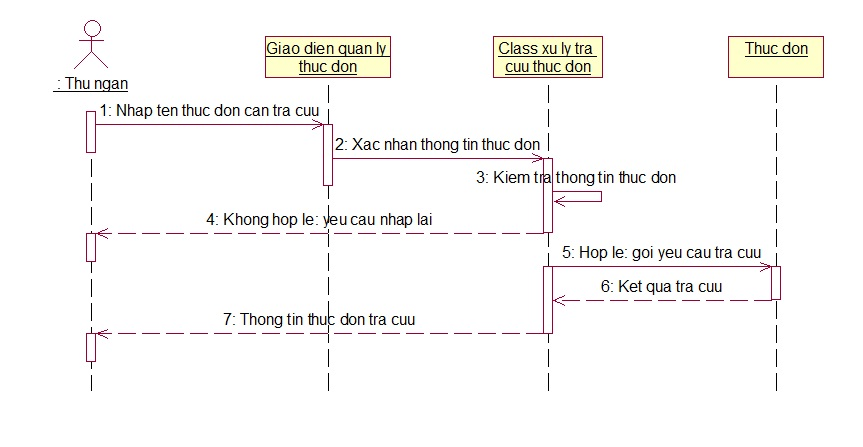 Giao dien quan ly
thuc don
Class xu ly tra
cuu thuc don
Thuc don
: Thu ngan
1: Nhap ten thuc don can tra cuu
2: Xac nhan thong tin thuc don
3: Kiem tra thong tin thuc don
4: Khong hop le: yeu cau nhap lai
5: Hop le: goi yeu cau tra cuu
6: Ket qua tra cuu
7: Thong tin thuc don tra cuu